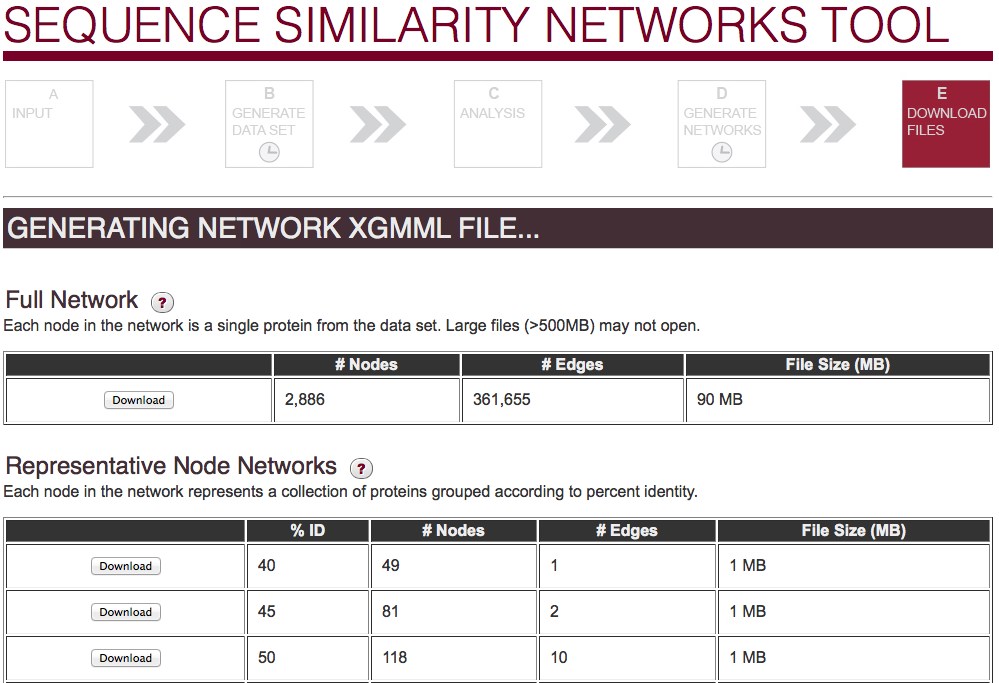 SEQUENCE SIMILARITY NETWORKS TOOL
A
INPUT
B
GENERATE
DATA SET
C
ANALYSIS
D
GENERATE
NETWORKS
E
DOWNLOAD
FILES
GENERATING NETWORK XGMML FILE...
Full Network ?
Each node in the network is a single protein from the data set. Large files (>500MB) may not open.
# Nodes # Edges File Size (MB)
Download 2,886 361,655 90 MB
Representative Node Networks ?
Each node in the network represents a collection of proteins grouped according to percent identity.
% ID # Nodes # Edges File Size (MB)
Download 40 49 1 1 MB
Download 45 81 2 1 MB
Download 50 118 10 1 MB